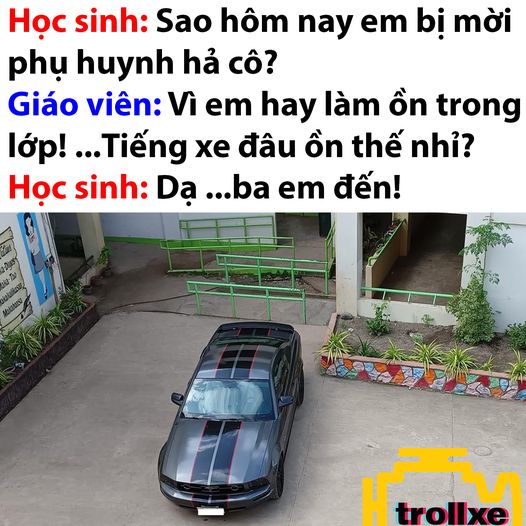 Học sinh: Sao hôm nay em bị mời
phụ huynh hả cô?
Giáo viên: Vì em hay làm ồn trong
lớp! ...Tiếng xe đâu ồn thế nhỉ?
Học sinh: Dạ ...ba em đến!
trollxe